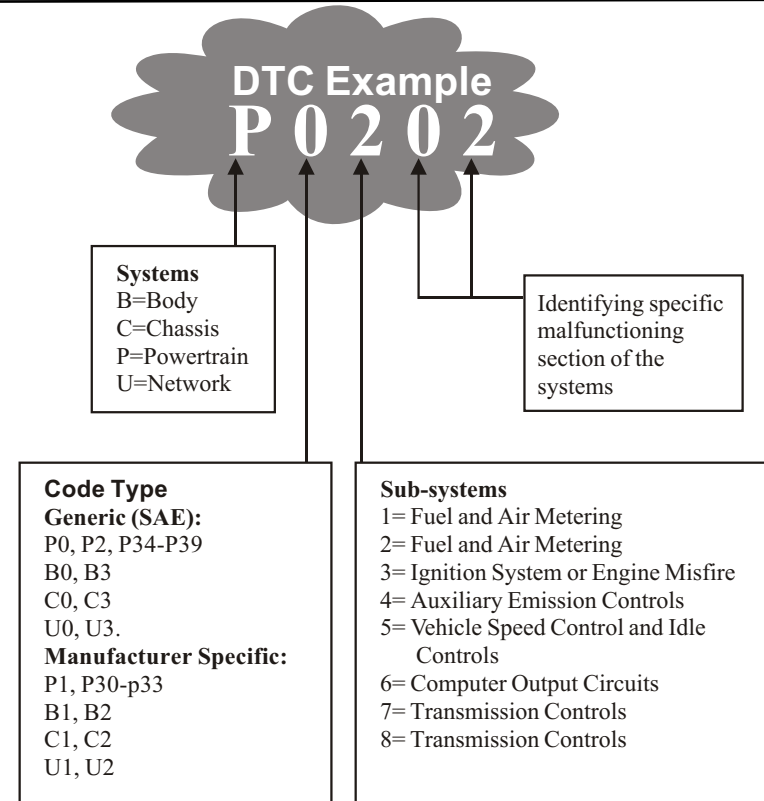 DTC Example
P 0 2 0 2
Systems
B=Body
C=Chassis
P=Powertrain
U=Network
Identifying specific
malfunctioning
section of the
systems
Code Type
Generic (SAE):
P0, P2, P34-P39
B0, B3
C0, C3
U0, U3.
Manufacturer Specific:
P1, P30-p33
B1, B2
C1, C2
U1, U2
Sub-systems
1= Fuel and Air Metering
2= Fuel and Air Metering
3= Ignition System or Engine Misfire
4= Auxiliary Emission Controls
5= Vehicle Speed Control and Idle
Controls
6= Computer Output Circuits
7= Transmission Controls
8= Transmission Controls